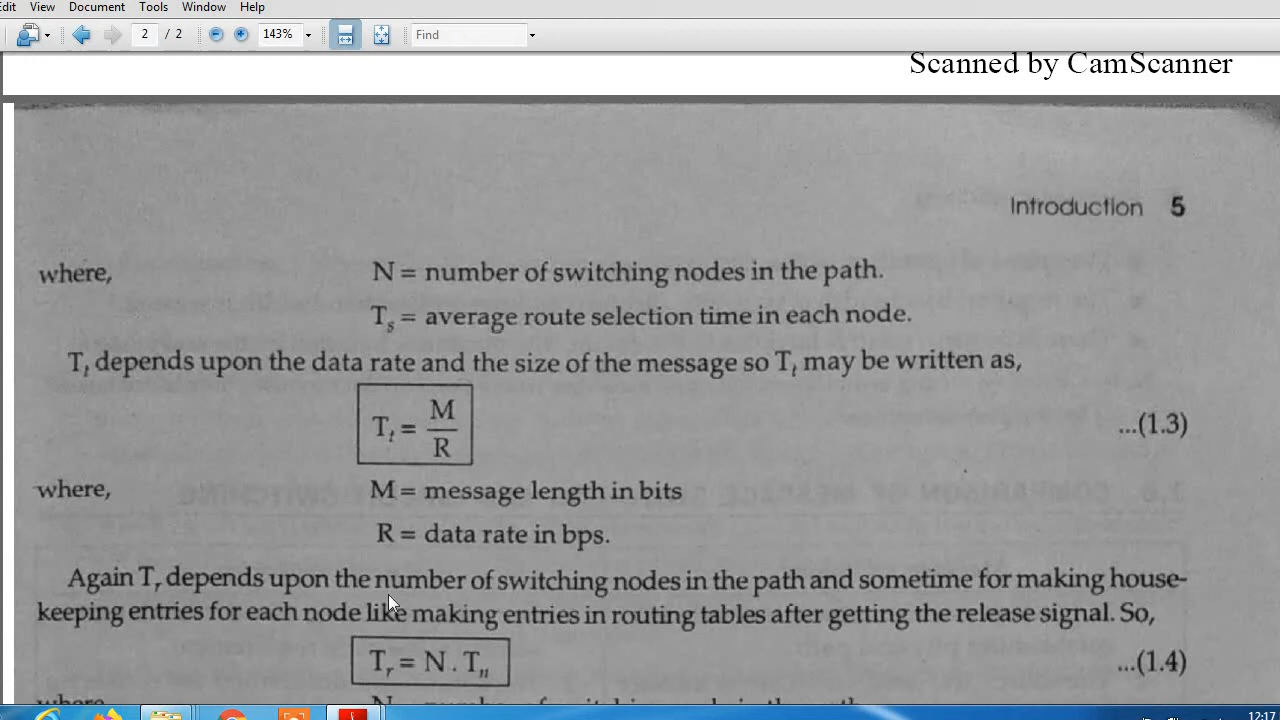 Edit View Document Tools Window Help
2 / 2 143% Find
Scanned by CamScanner
Introduction 5
where, N = number of switching nodes in the path.
Ts = average route selection time in each node.
Tt depends upon the data rate and the size of the message so Tt may be written as,
Tt = M/R ...(1.3)
where, M = message length in bits
R = data rate in bps.
Again Tr depends upon the number of switching nodes in the path and sometime for making house-
keeping entries for each node like making entries in routing tables after getting the release signal. So,
Tr = N . Tn ...(1.4)
12:17